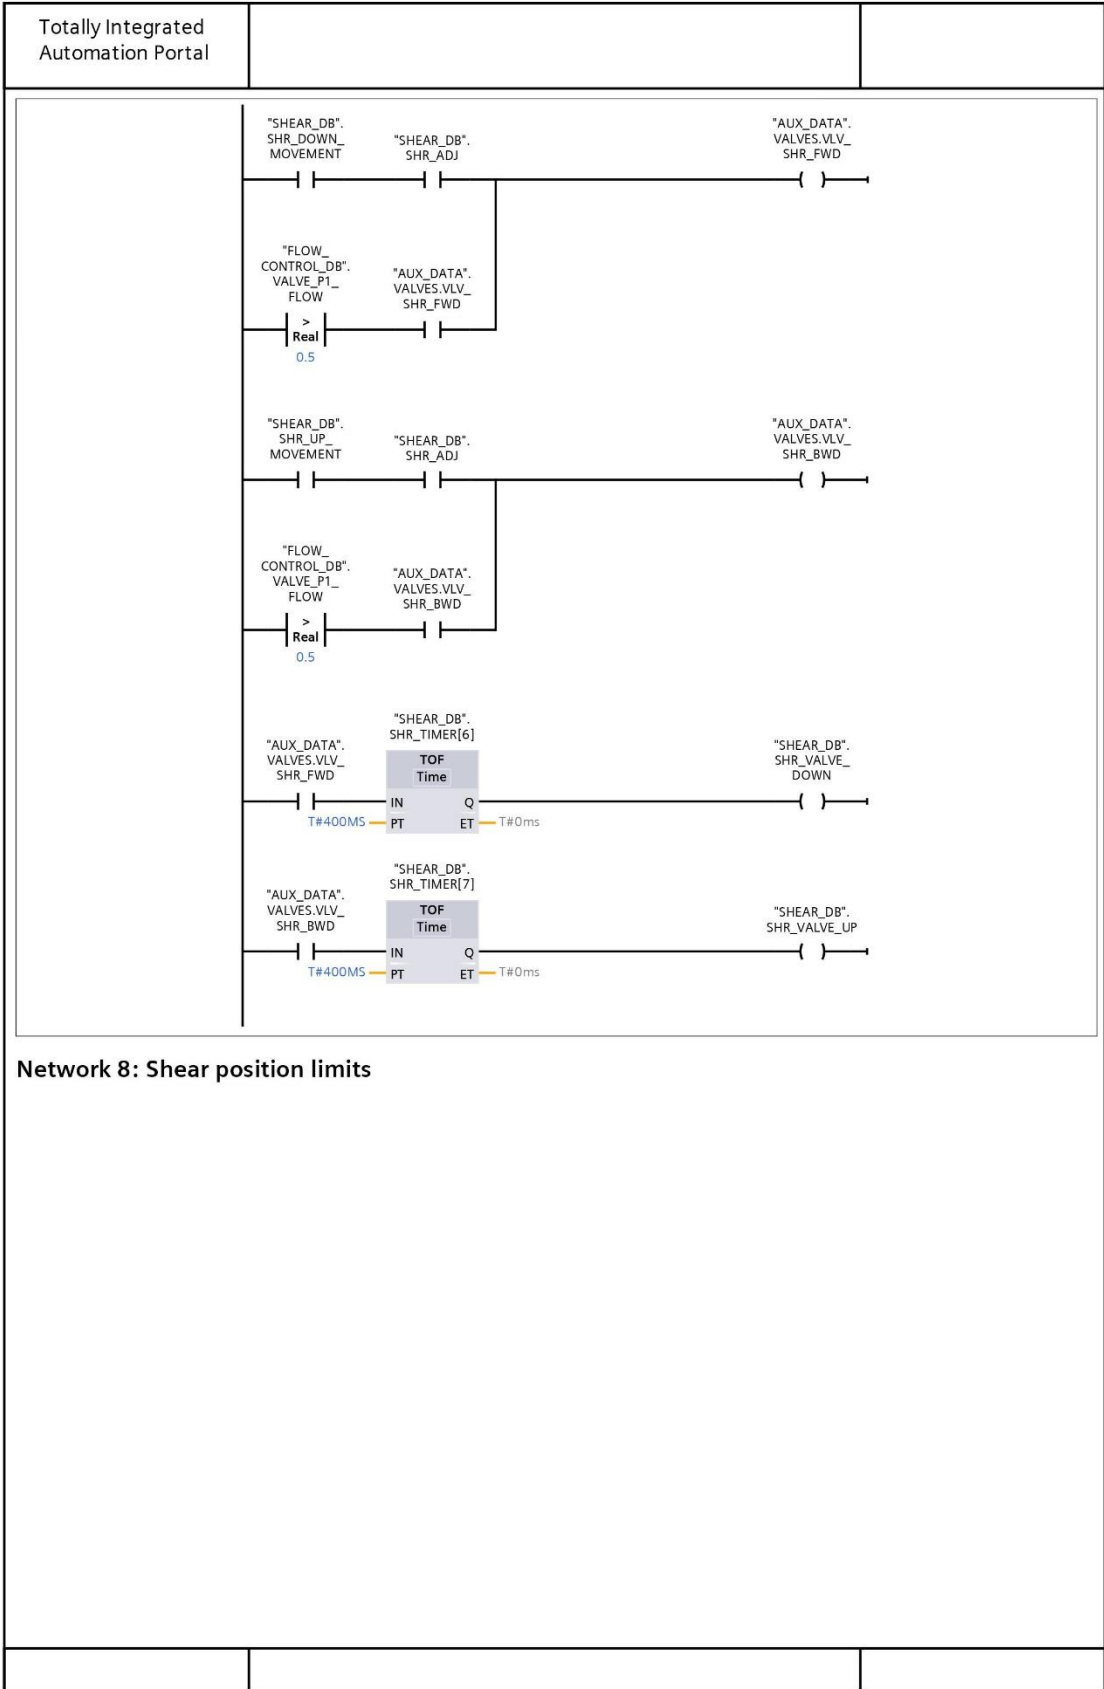 Totally Integrated
Automation Portal
"SHEAR_DB".
SHR_DOWN_
MOVEMENT
"SHEAR_DB".
SHR_ADJ
"AUX_DATA".
VALVES.VLV_
SHR_FWD
"FLOW_
CONTROL_DB".
VALVE_P1_
FLOW
"AUX_DATA".
VALVES.VLV_
SHR_FWD
>
Real
0.5
"SHEAR_DB".
SHR_UP_
MOVEMENT
"SHEAR_DB".
SHR_ADJ
"AUX_DATA".
VALVES.VLV_
SHR_BWD
"FLOW_
CONTROL_DB".
VALVE_P1_
FLOW
"AUX_DATA".
VALVES.VLV_
SHR_BWD
>
Real
0.5
"SHEAR_DB".
SHR_TIMER[6]
"AUX_DATA".
VALVES.VLV_
SHR_FWD
TOF
Time
"SHEAR_DB".
SHR_VALVE_
DOWN
IN Q
T#400MS PT ET T#0ms
"SHEAR_DB".
SHR_TIMER[7]
"AUX_DATA".
VALVES.VLV_
SHR_BWD
TOF
Time
"SHEAR_DB".
SHR_VALVE_UP
IN Q
T#400MS PT ET T#0ms
Network 8: Shear position limits